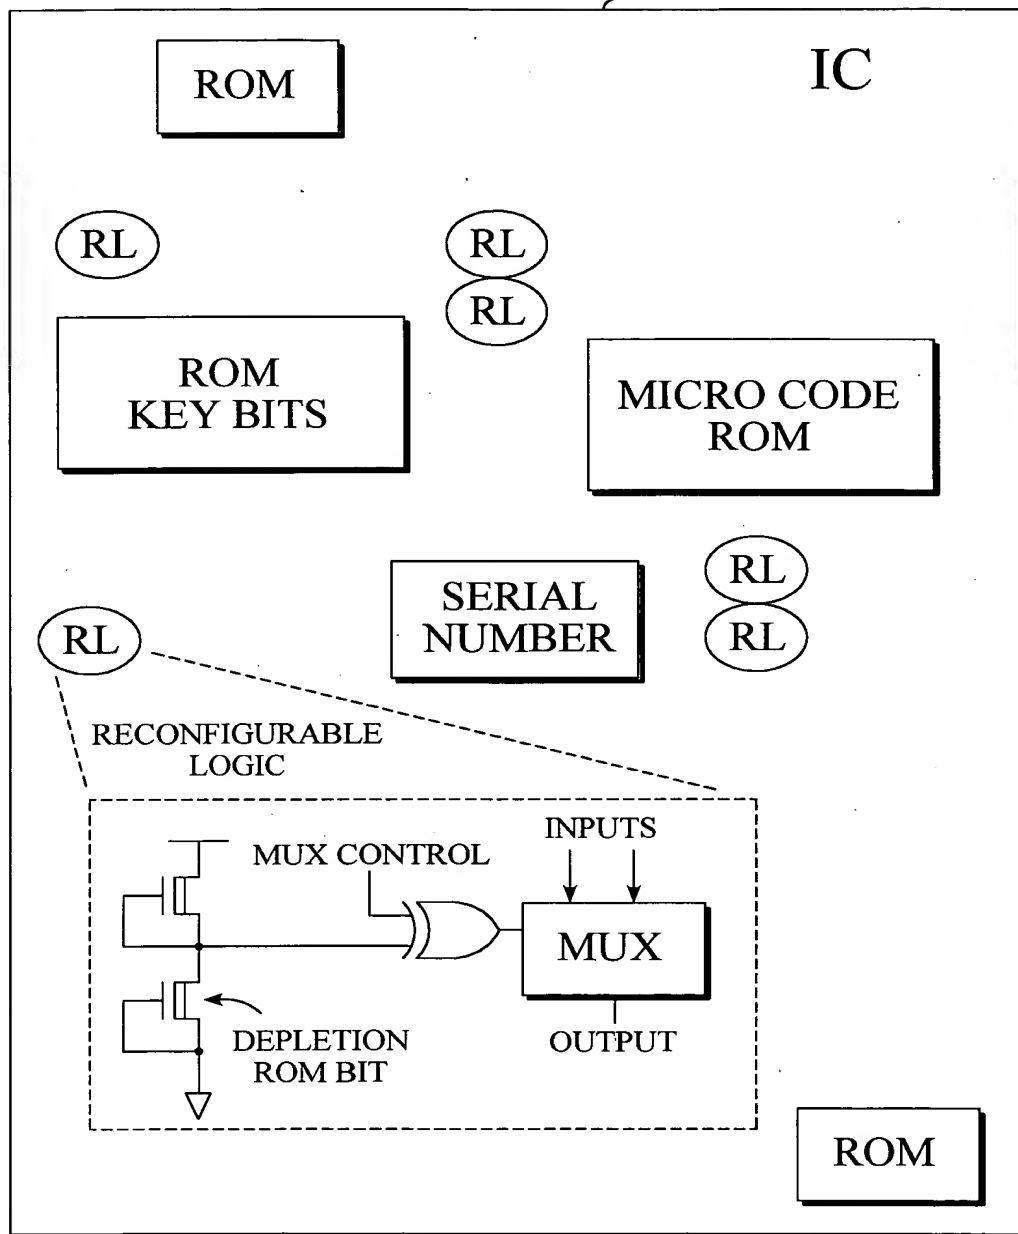 ROM
IC
RL
RL
RL
ROM
KEY BITS
MICRO CODE
ROM
RL
RL
SERIAL
NUMBER
RL
RECONFIGURABLE
LOGIC
INPUTS
MUX CONTROL
MUX
DEPLETION
ROM BIT
OUTPUT
ROM